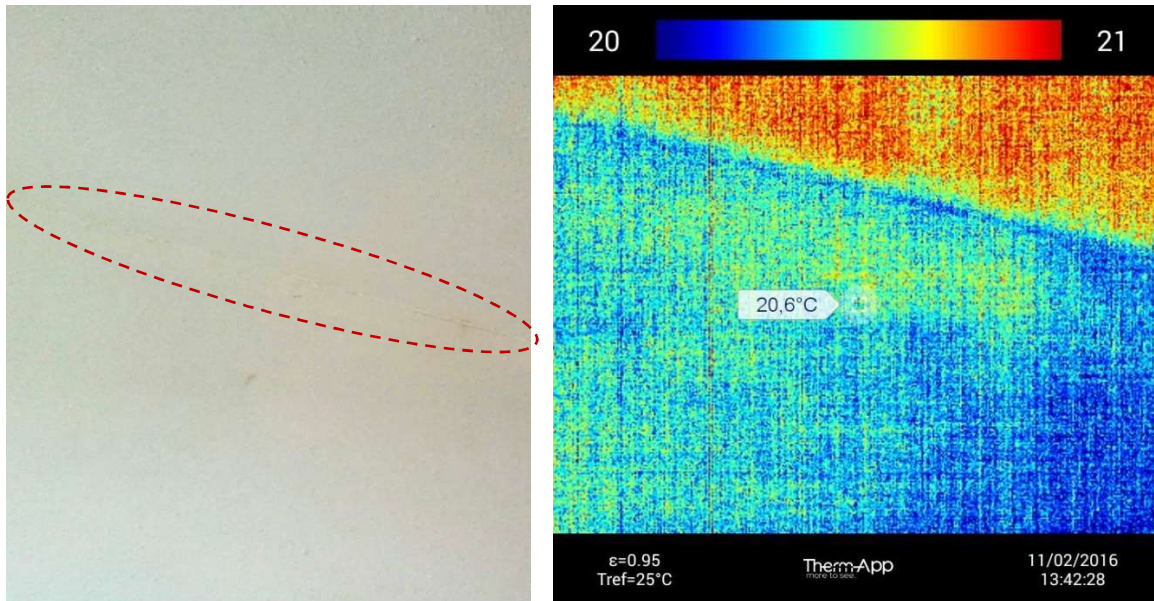 20
21
20,6°C
ε=0.95
Tref=25°C
Therm-App
more to see.
11/02/2016
13:42:28